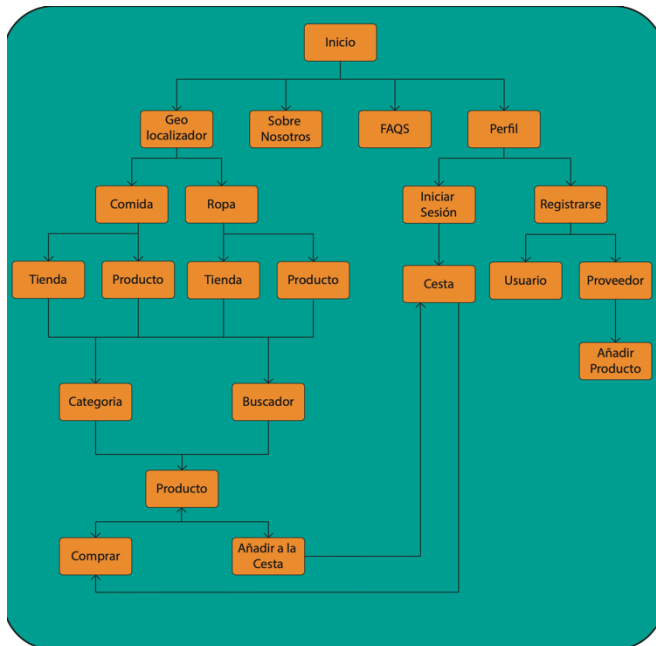 Inicio
Geo
localizador
Sobre
Nosotros
FAQS
Perfil
Comida
Ropa
Iniciar
Sesión
Registrarse
Tienda
Producto
Tienda
Producto
Cesta
Usuario
Proveedor
Añadir
Producto
Categoria
Buscador
Producto
Comprar
Añadir a la
Cesta